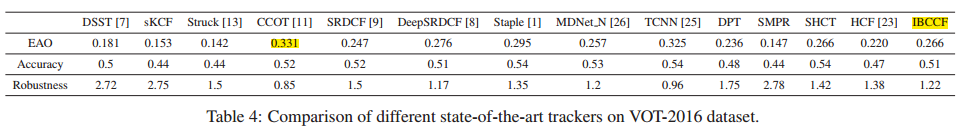 DSST [7] sKCF Struck [13] CCOT [11] SRDCF [9] DeepSRDCF [8] Staple [1] MDNet_N [26] TCNN [25] DPT SMPR SHCT HCF [23] IBCCF
EAO 0.181 0.153 0.142 0.331 0.247 0.276 0.295 0.257 0.325 0.236 0.147 0.266 0.220 0.266
Accuracy 0.5 0.44 0.44 0.52 0.52 0.51 0.54 0.53 0.54 0.48 0.44 0.54 0.47 0.51
Robustness 2.72 2.75 1.5 0.85 1.5 1.17 1.35 1.2 0.96 1.75 2.78 1.42 1.38 1.22
Table 4: Comparison of different state-of-the-art trackers on VOT-2016 dataset.